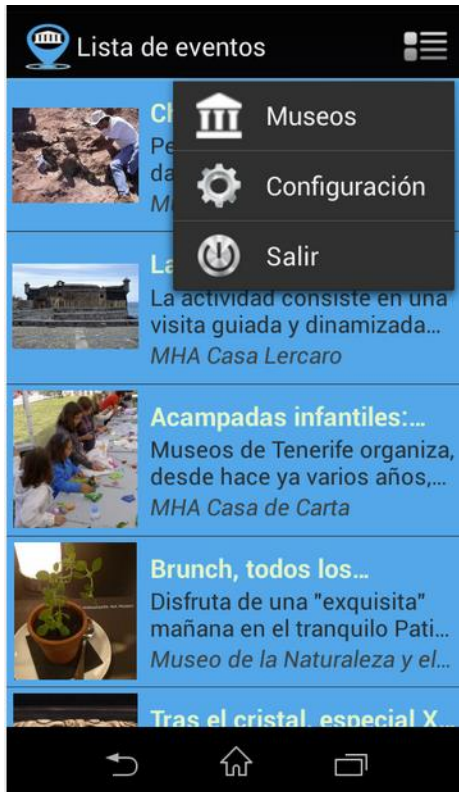 Lista de eventos
Museos
Configuración
Salir
La actividad consiste en una
visita guiada y dinamizada...
MHA Casa Lercaro
Acampadas infantiles:...
Museos de Tenerife organiza,
desde hace ya varios años,...
MHA Casa de Carta
Brunch, todos los...
Disfruta de una "exquisita"
mañana en el tranquilo Pati...
Museo de la Naturaleza y el...
Tras el cristal, especial X...